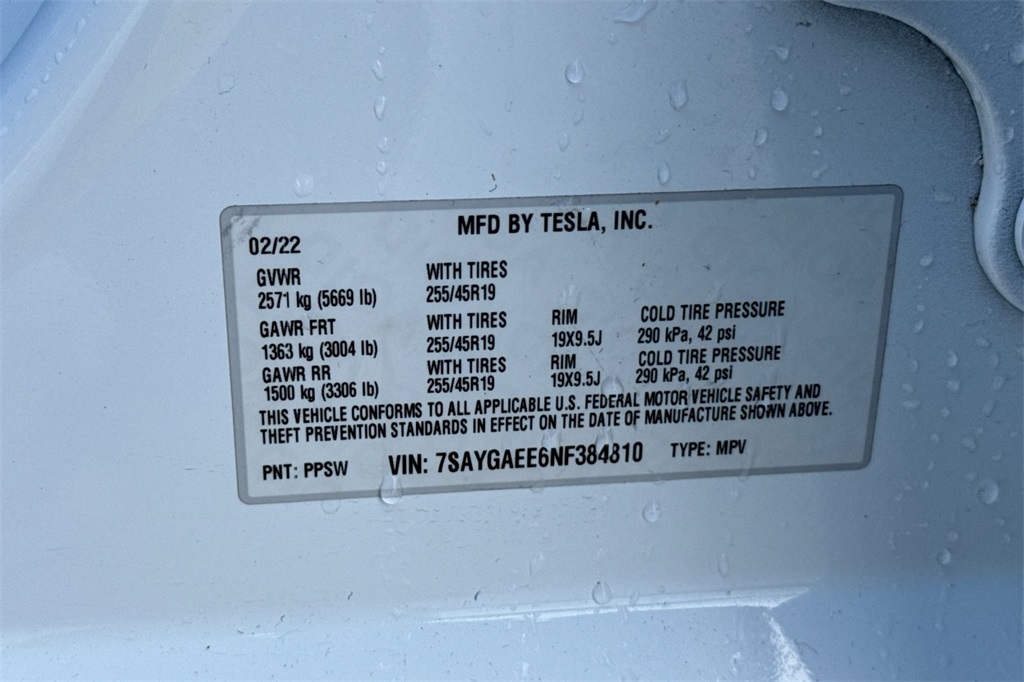 MFD BY TESLA, INC.
02/22
GVWR WITH TIRES
2571 kg (5669 lb) 255/45R19
GAWR FRT WITH TIRES RIM COLD TIRE PRESSURE
1363 kg (3004 lb) 255/45R19 19X9.5J 290 kPa, 42 psi
GAWR RR WITH TIRES RIM COLD TIRE PRESSURE
1500 kg (3306 lb) 255/45R19 19X9.5J 290 kPa, 42 psi
THIS VEHICLE CONFORMS TO ALL APPLICABLE U.S. FEDERAL MOTOR VEHICLE SAFETY AND
THEFT PREVENTION STANDARDS IN EFFECT ON THE DATE OF MANUFACTURE SHOWN ABOVE.
PNT: PPSW VIN: 7SAYGAEE6NF384810 TYPE: MPV